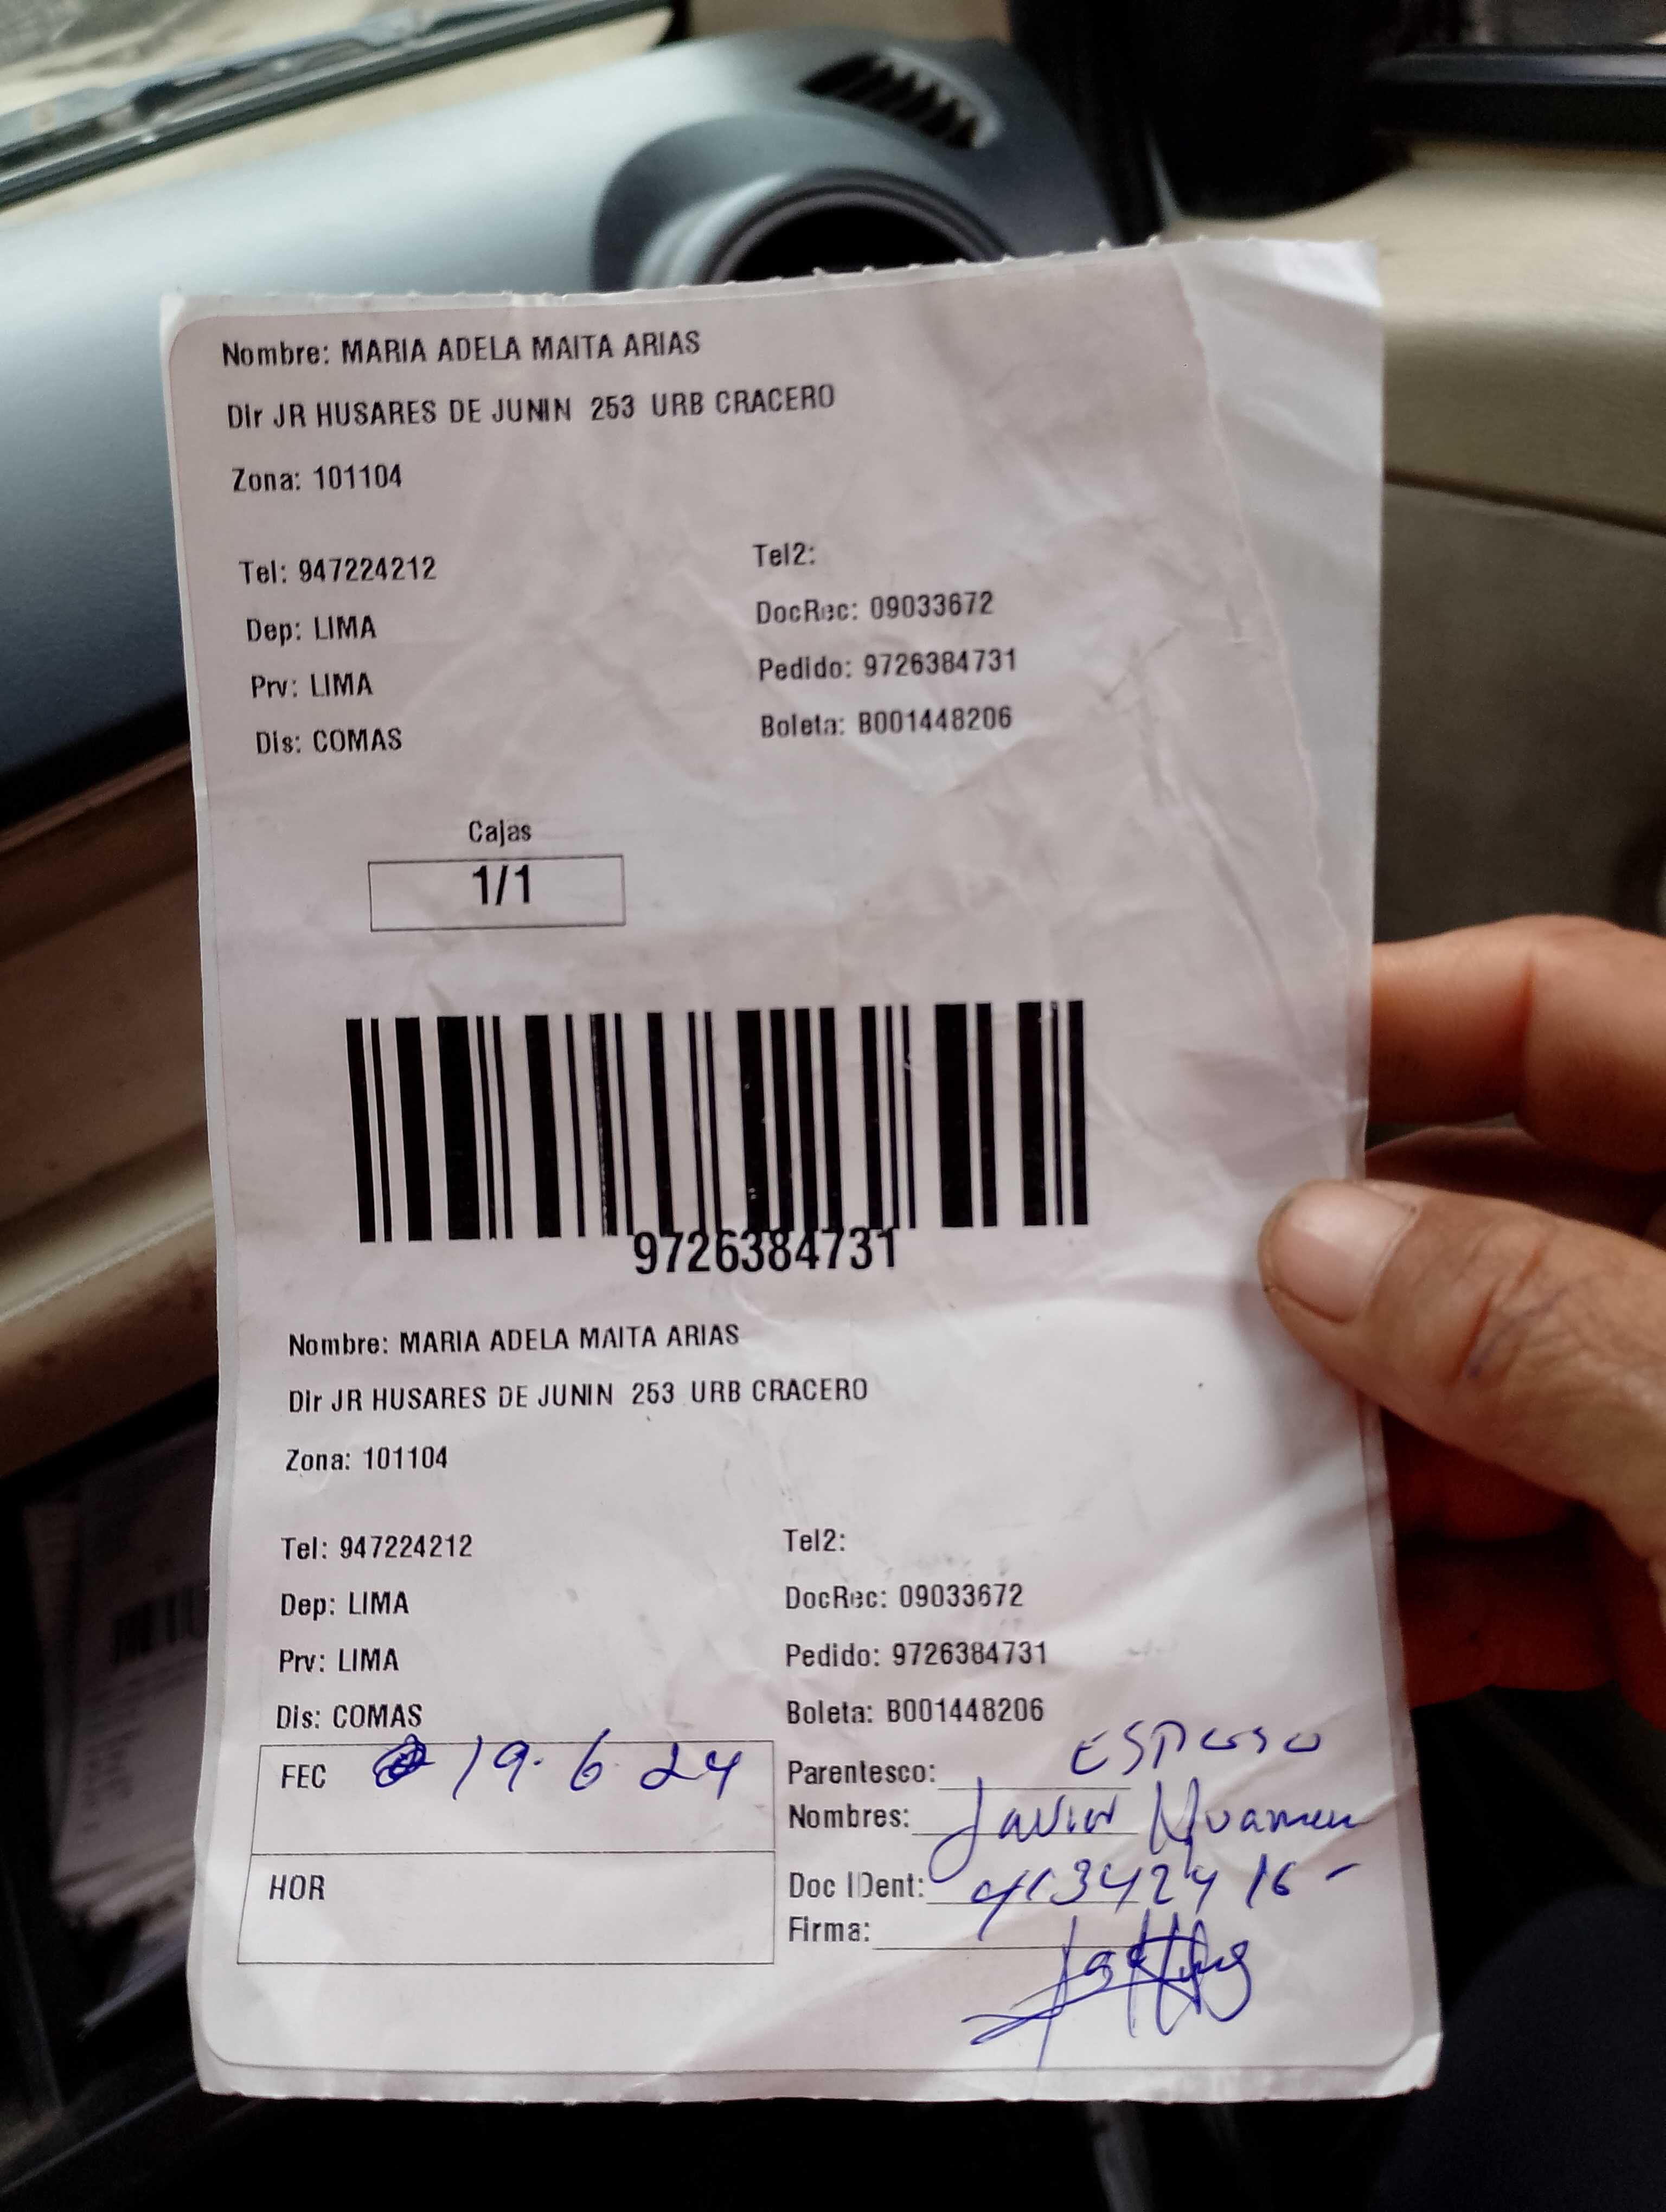 Nombre: MARIA ADELA MAITA ARIAS
Dir JR HUSARES DE JUNIN 253 URB CRACERO
Zona: 101104
Tel: 947224212 Tel2:
Dep: LIMA DocRec: 09033672
Prv: LIMA Pedido: 9726384731
Dis: COMAS Boleta: B001448206
Cajas
1/1
9726384731
Nombre: MARIA ADELA MAITA ARIAS
Dir JR HUSARES DE JUNIN 253 URB CRACERO
Zona: 101104
Tel: 947224212 Tel2:
Dep: LIMA DocRec: 09033672
Prv: LIMA Pedido: 9726384731
Dis: COMAS Boleta: B001448206
FEC 19.6.24 Parentesco: ESPOSO
Nombres: Javier
HOR Doc IDent:
Firma: